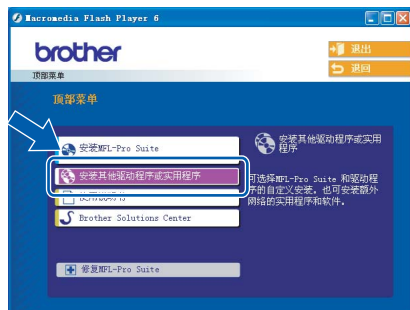 Macromedia Flash Player 6
brother
退出
退回
顶部菜单
顶部菜单
安装MFL-Pro Suite
安装其他驱动程序或实用程序
Brother Solutions Center
修复MFL-Pro Suite
安装其他驱动程序或实用
程序
可选择MFL-Pro Suite 和驱动程
序的自定义安装。也可安装额外
网络的实用程序和软件。